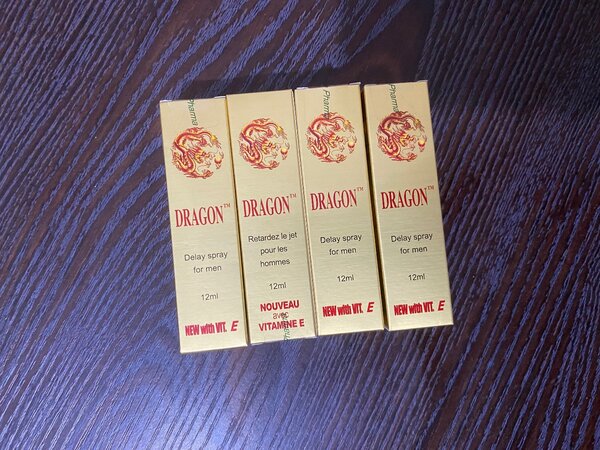 Pharma
DRAGON™
Delay spray
for men
12ml
NEW with VIT. E
DRAGON™
Retardez le jet
pour les
hommes
12ml
NOUVEAU
avec
VITAMINE E
Pharma
DRAGON™
Delay spray
for men
12ml
NEW with VIT. E
Pharma
DRAGON™
Delay spray
for men
12ml
NEW with VIT. E